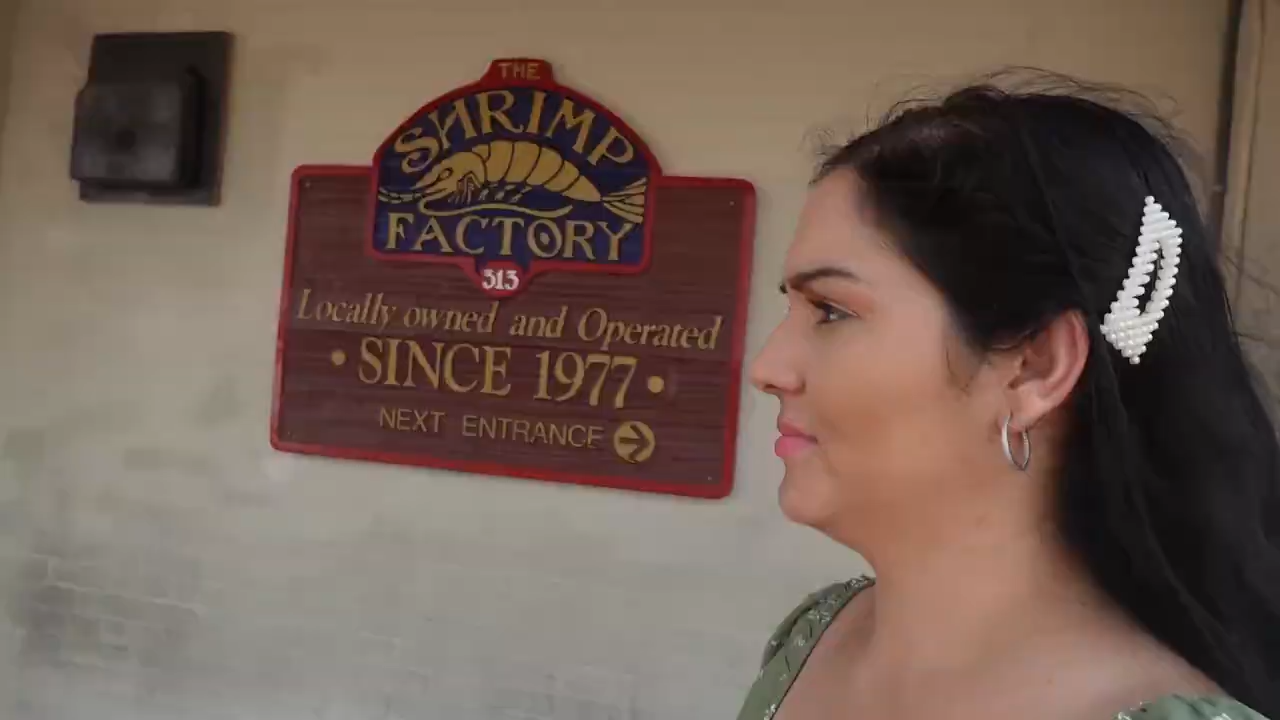 THE
SHRIMP
FACTORY
313
Locally owned and Operated
• SINCE 1977 •
NEXT ENTRANCE →